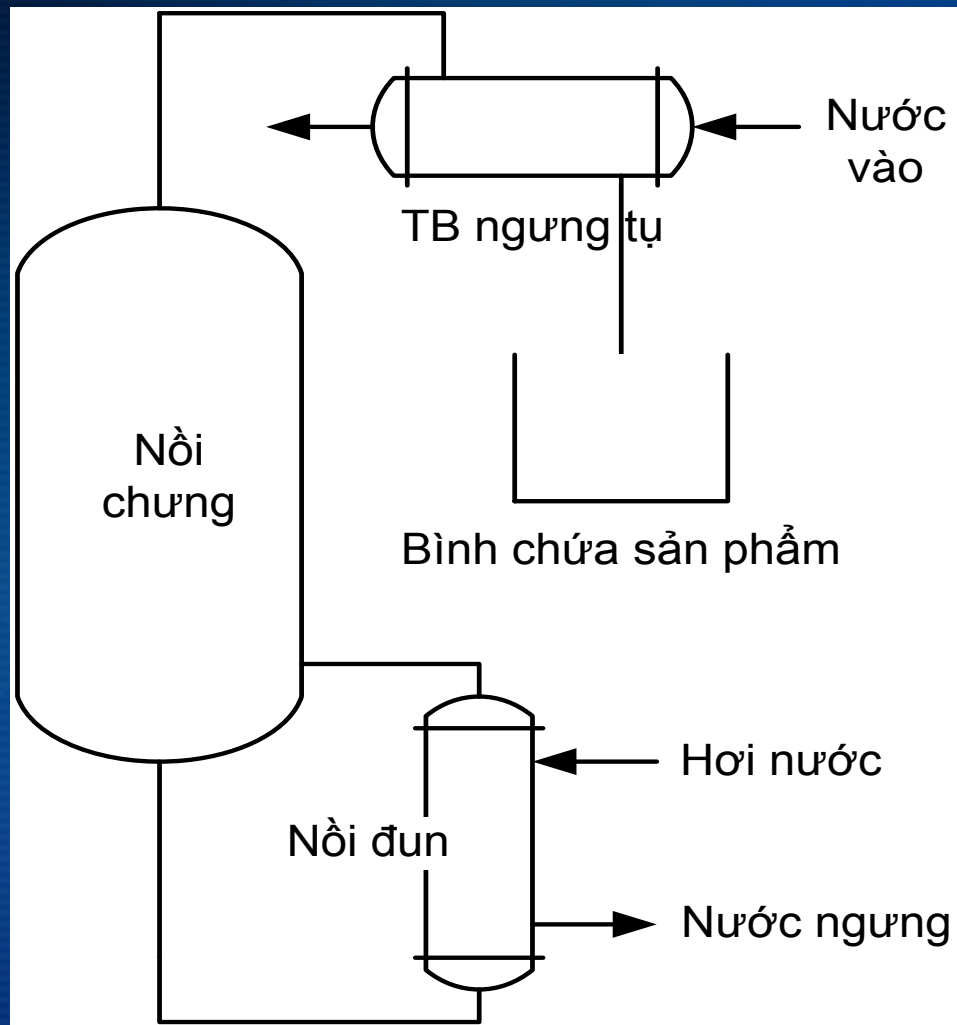 Nước
vào
TB ngưng tụ
Nồi
chưng
Bình chứa sản phẩm
Hơi nước
Nồi đun
Nước ngưng